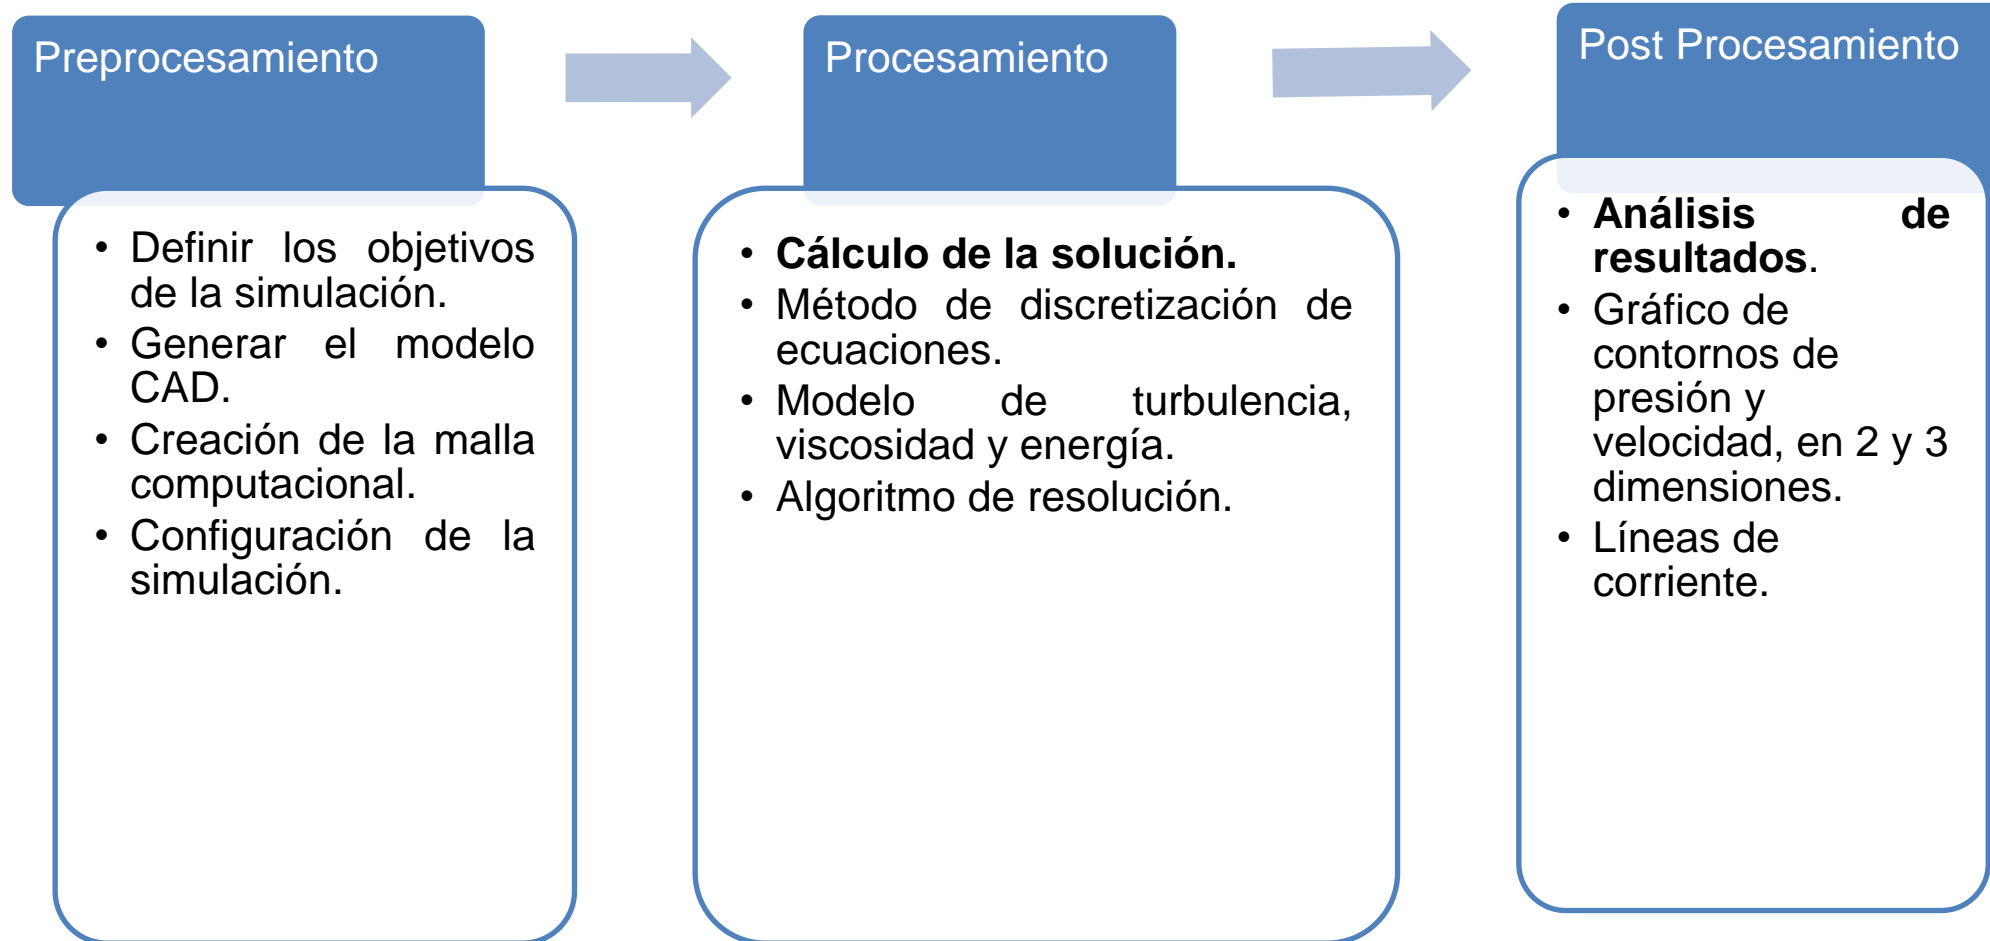 Preprocesamiento
• Definir los objetivos
de la simulación.
• Generar el modelo
CAD.
• Creación de la malla
computacional.
• Configuración de la
simulación.
Procesamiento
• Cálculo de la solución.
• Método de discretización de
ecuaciones.
• Modelo de turbulencia,
viscosidad y energía.
• Algoritmo de resolución.
Post Procesamiento
• Análisis de
resultados.
• Gráfico de
contornos de
presión y
velocidad, en 2 y 3
dimensiones.
• Líneas de
corriente.